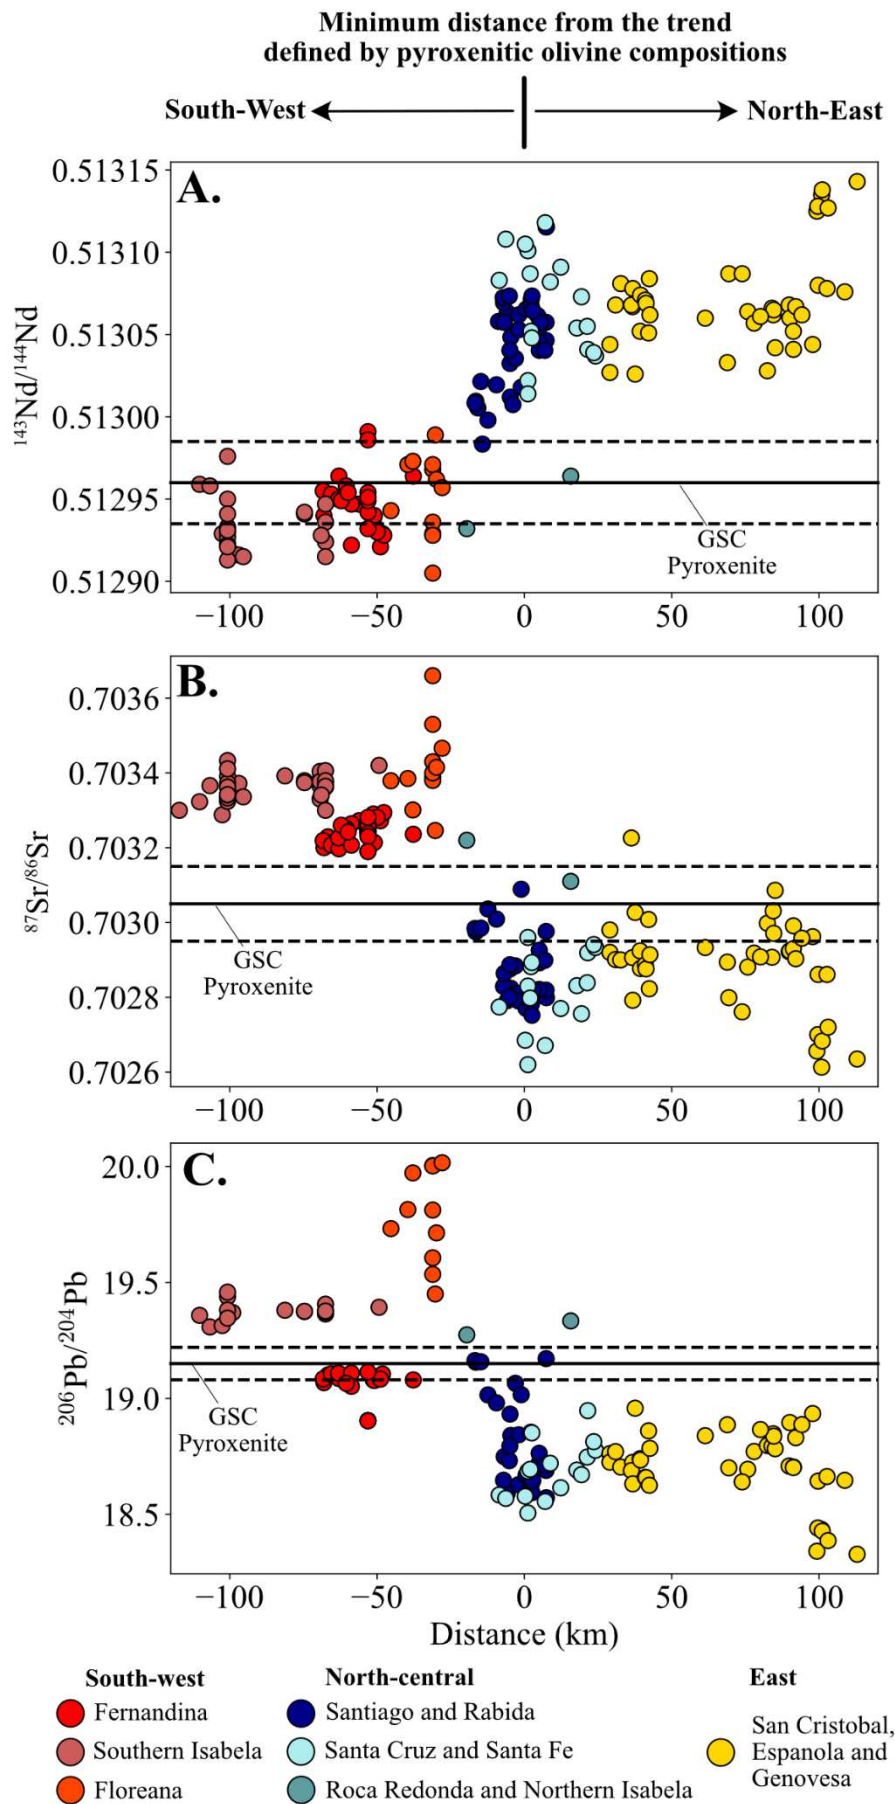 Minimum distance from the trend
defined by pyroxenitic olivine compositions
South-West
North-East
A.
0.51315
0.51310
0.51305
0.51300
0.51295
0.51290
¹⁴³Nd/¹⁴⁴Nd
GSC
Pyroxenite
−100
−50
0
50
100
B.
0.7036
0.7034
0.7032
0.7030
0.7028
0.7026
⁸⁷Sr/⁸⁶Sr
GSC
Pyroxenite
−100
−50
0
50
100
C.
20.0
19.5
19.0
18.5
²⁰⁶Pb/²⁰⁴Pb
GSC
Pyroxenite
−100
−50
0
50
100
Distance (km)
South-west
Fernandina
Southern Isabela
Floreana
North-central
Santiago and Rabida
Santa Cruz and Santa Fe
Roca Redonda and Northern Isabela
East
San Cristobal,
Espanola and
Genovesa